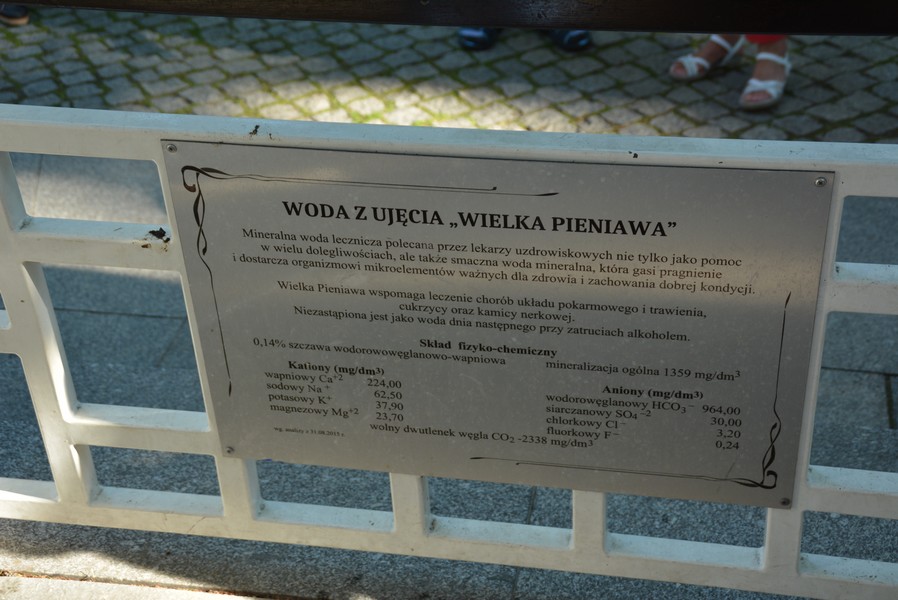 WODA Z UJĘCIA „WIELKA PIENIAWA”
Mineralna woda lecznicza polecana przez lekarzy uzdrowiskowych nie tylko jako pomoc
w wielu dolegliwościach, ale także smaczna woda mineralna, która gasi pragnienie
i dostarcza organizmowi mikroelementów ważnych dla zdrowia i zachowania dobrej kondycji.
Wielka Pieniawa wspomaga leczenie chorób układu pokarmowego i trawienia,
cukrzycy oraz kamicy nerkowej.
Niezastąpiona jest jako woda dnia następnego przy zatruciach alkoholem.
Skład fizyko-chemiczny
0,14% szczawa wodorowowęglanowo-wapniowa mineralizacja ogólna 1359 mg/dm³
Kationy (mg/dm³)
wapniowy Ca⁺² 224,00
sodowy Na⁺ 62,50
potasowy K⁺ 37,90
magnezowy Mg⁺² 23,70
Aniony (mg/dm³)
wodorowęglanowy HCO₃⁻ 964,00
siarczanowy SO₄⁻² 30,00
chlorkowy Cl⁻ 3,20
fluorkowy F⁻ 0,24
wolny dwutlenek węgla CO₂ -2338 mg/dm³
wg. analizy z 31.08.2015 r.